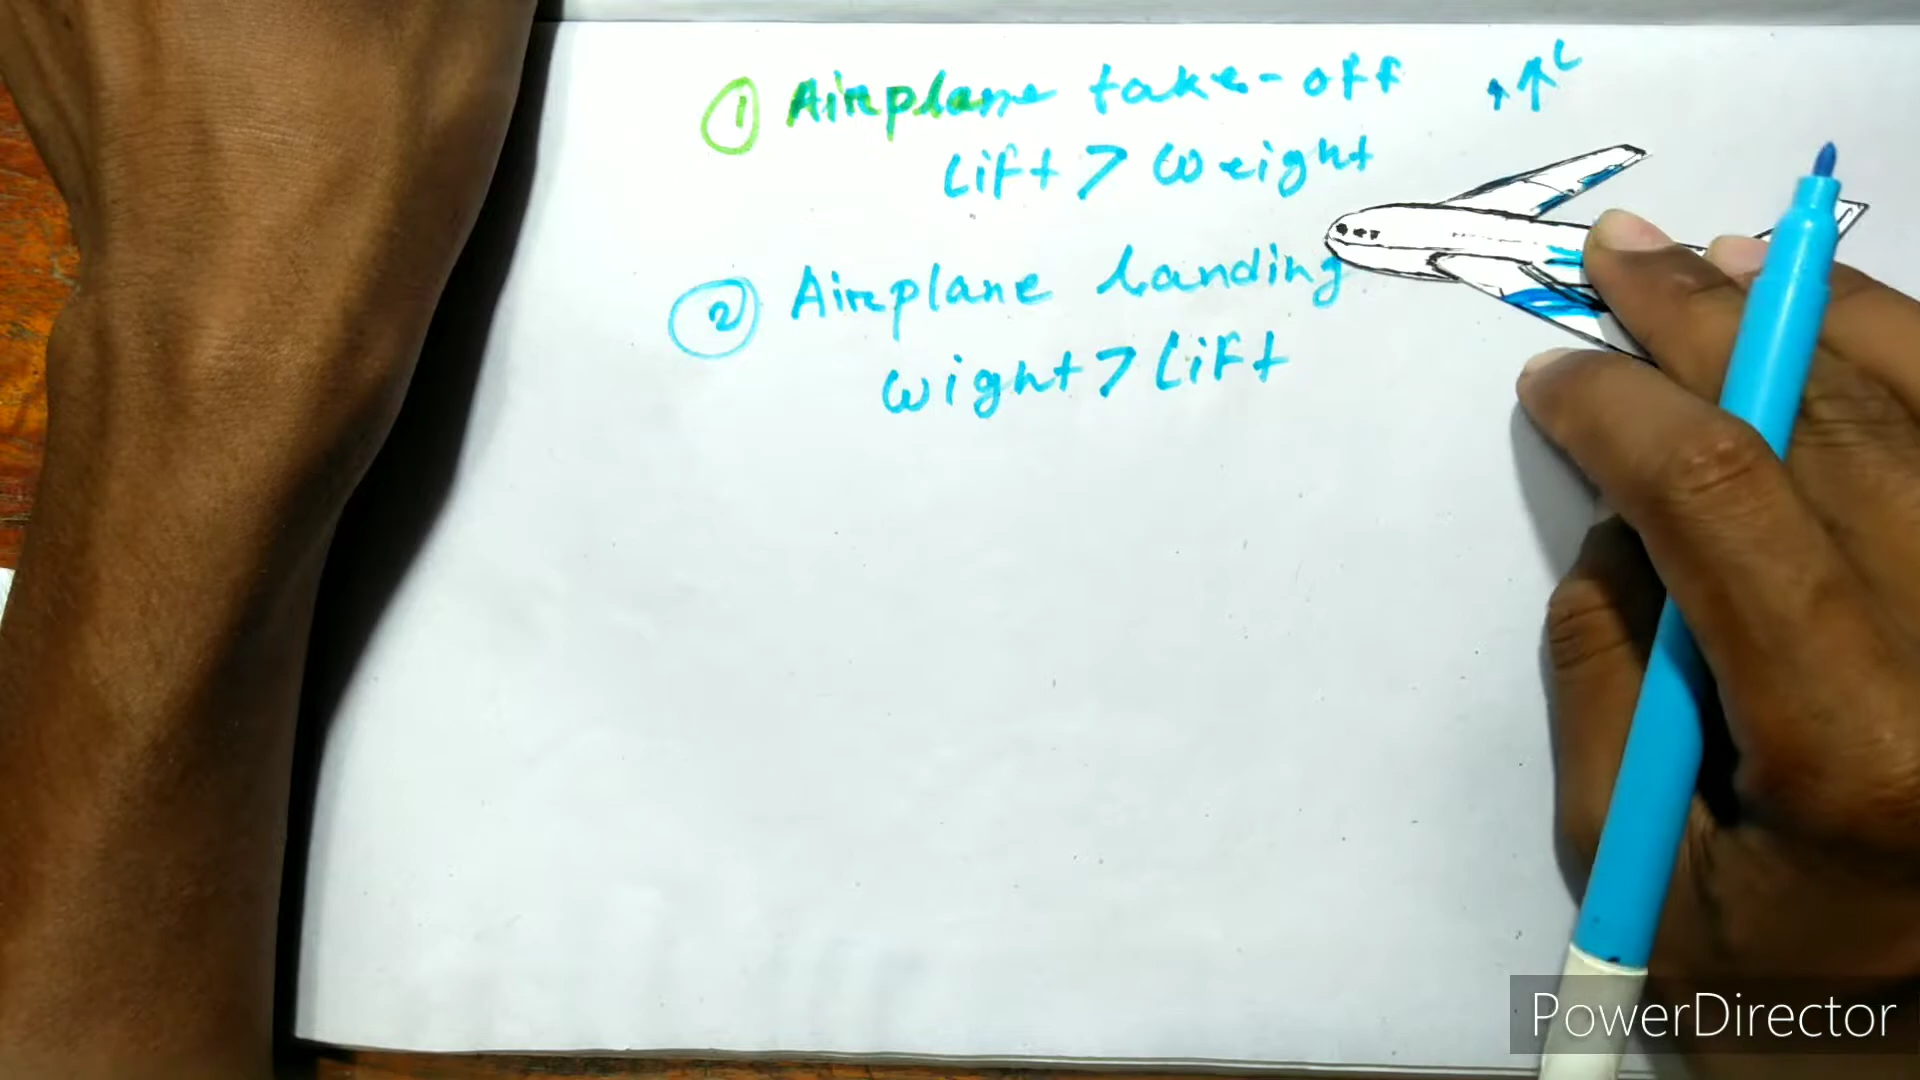 ① Airplane take-off
Lift > Weight
↑ ↑ L
② Airplane Landing
wight > Lift
PowerDirector